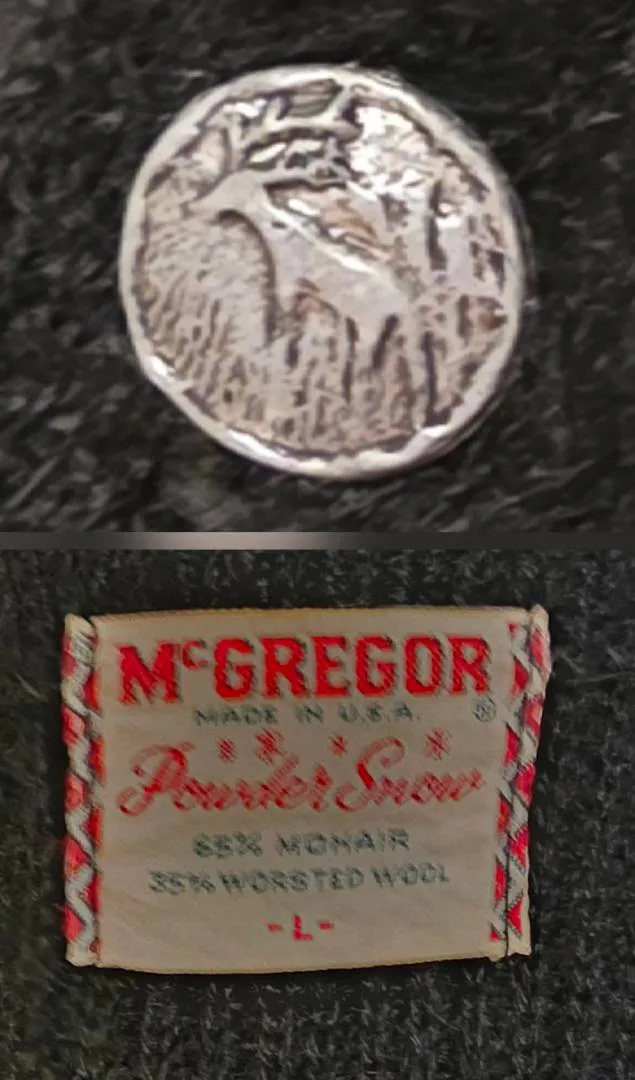 McGREGOR
MADE IN U.S.A. ®
Powder Snow
65% MOHAIR
35% WORSTED WOOL
-L-